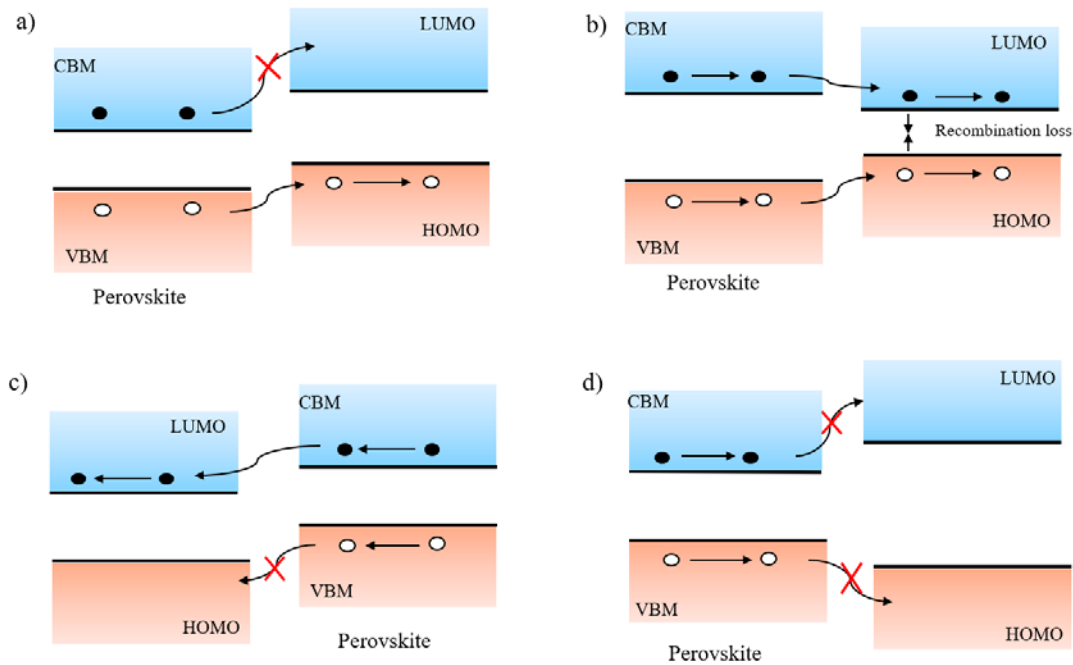 a)
LUMO
CBM
HOMO
VBM
Perovskite
b)
CBM
LUMO
Recombination loss
HOMO
VBM
Perovskite
c)
CBM
LUMO
VBM
HOMO
Perovskite
d)
LUMO
CBM
VBM
HOMO
Perovskite